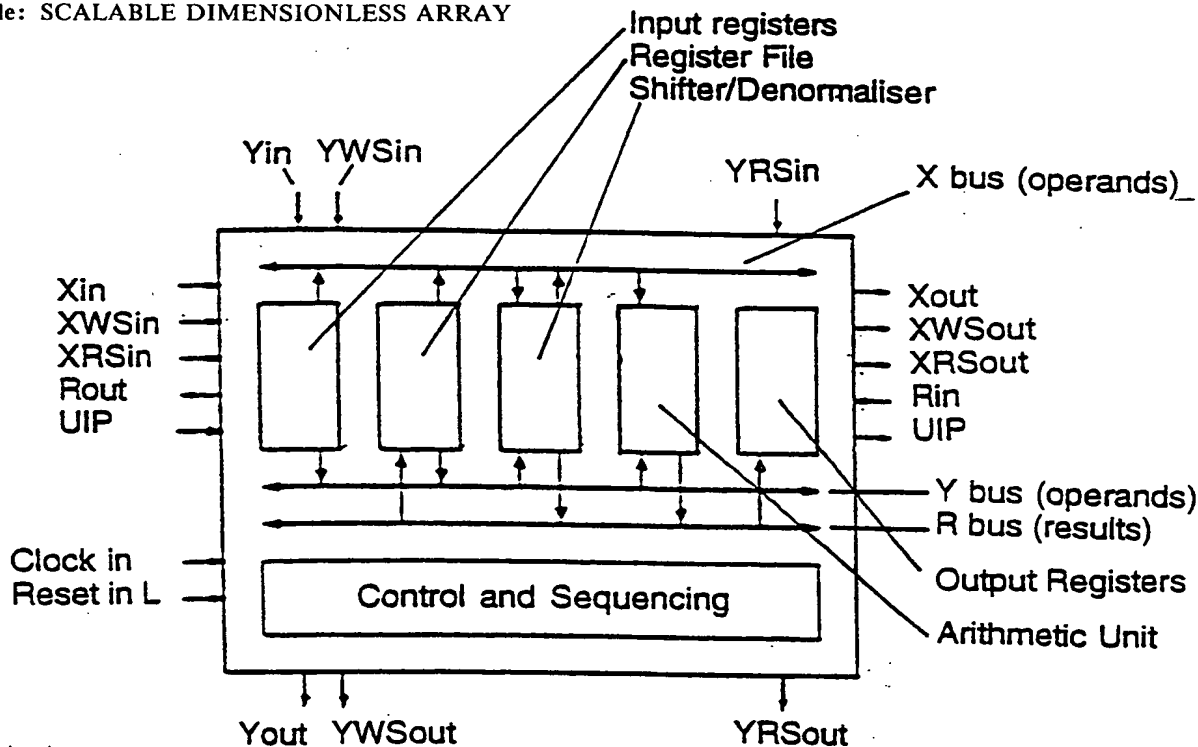 le: SCALABLE DIMENSIONLESS ARRAY
Input registers
Register File
Shifter/Denormaliser
Yin YWSin
YRSin
X bus (operands)
Xin
XWSin
XRSin
Rout
UIP
Xout
XWSout
XRSout
Rin
UIP
Y bus (operands)
R bus (results)
Clock in
Reset in L
Control and Sequencing
Output Registers
Arithmetic Unit
Yout YWSout
YRSout